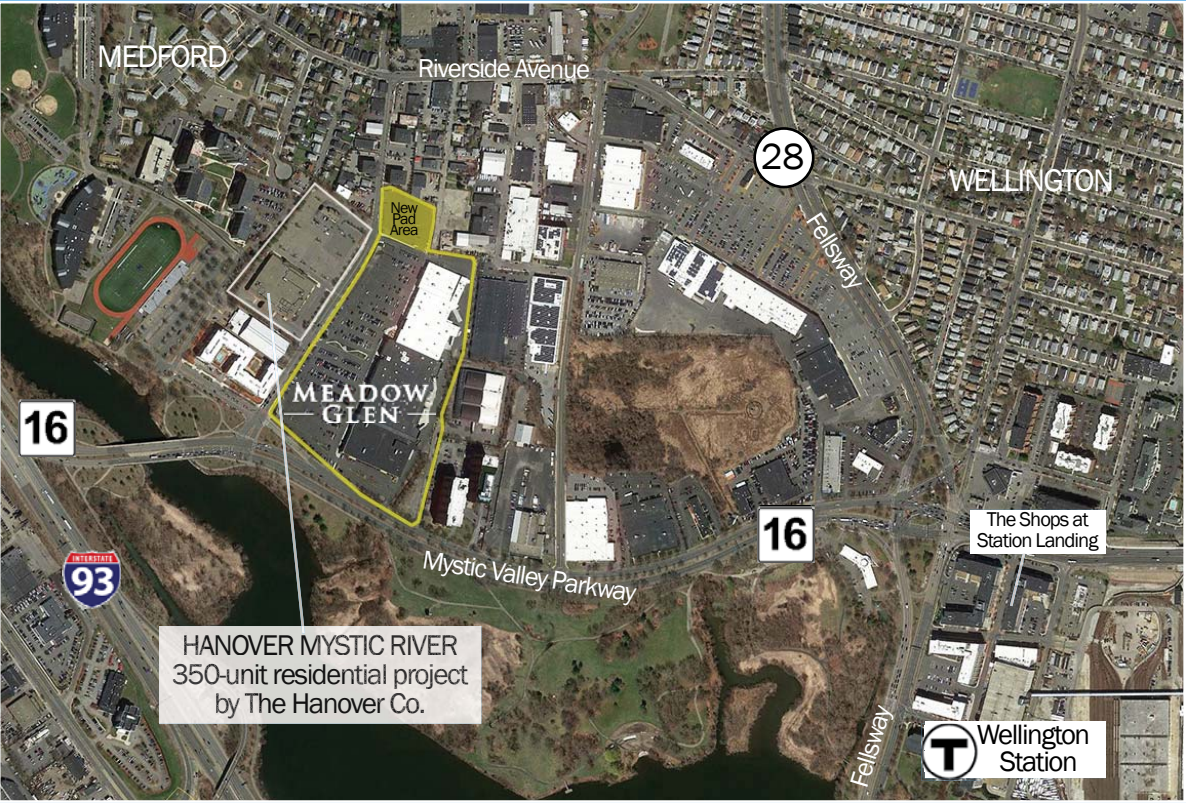 MEDFORD
Riverside Avenue
28
WELLINGTON
New
Pad
Area
Fellsway
MEADOW
GLEN
16
16
The Shops at
Station Landing
INTERSTATE
93
Mystic Valley Parkway
HANOVER MYSTIC RIVER
350-unit residential project
by The Hanover Co.
Fellsway
T
Wellington
Station